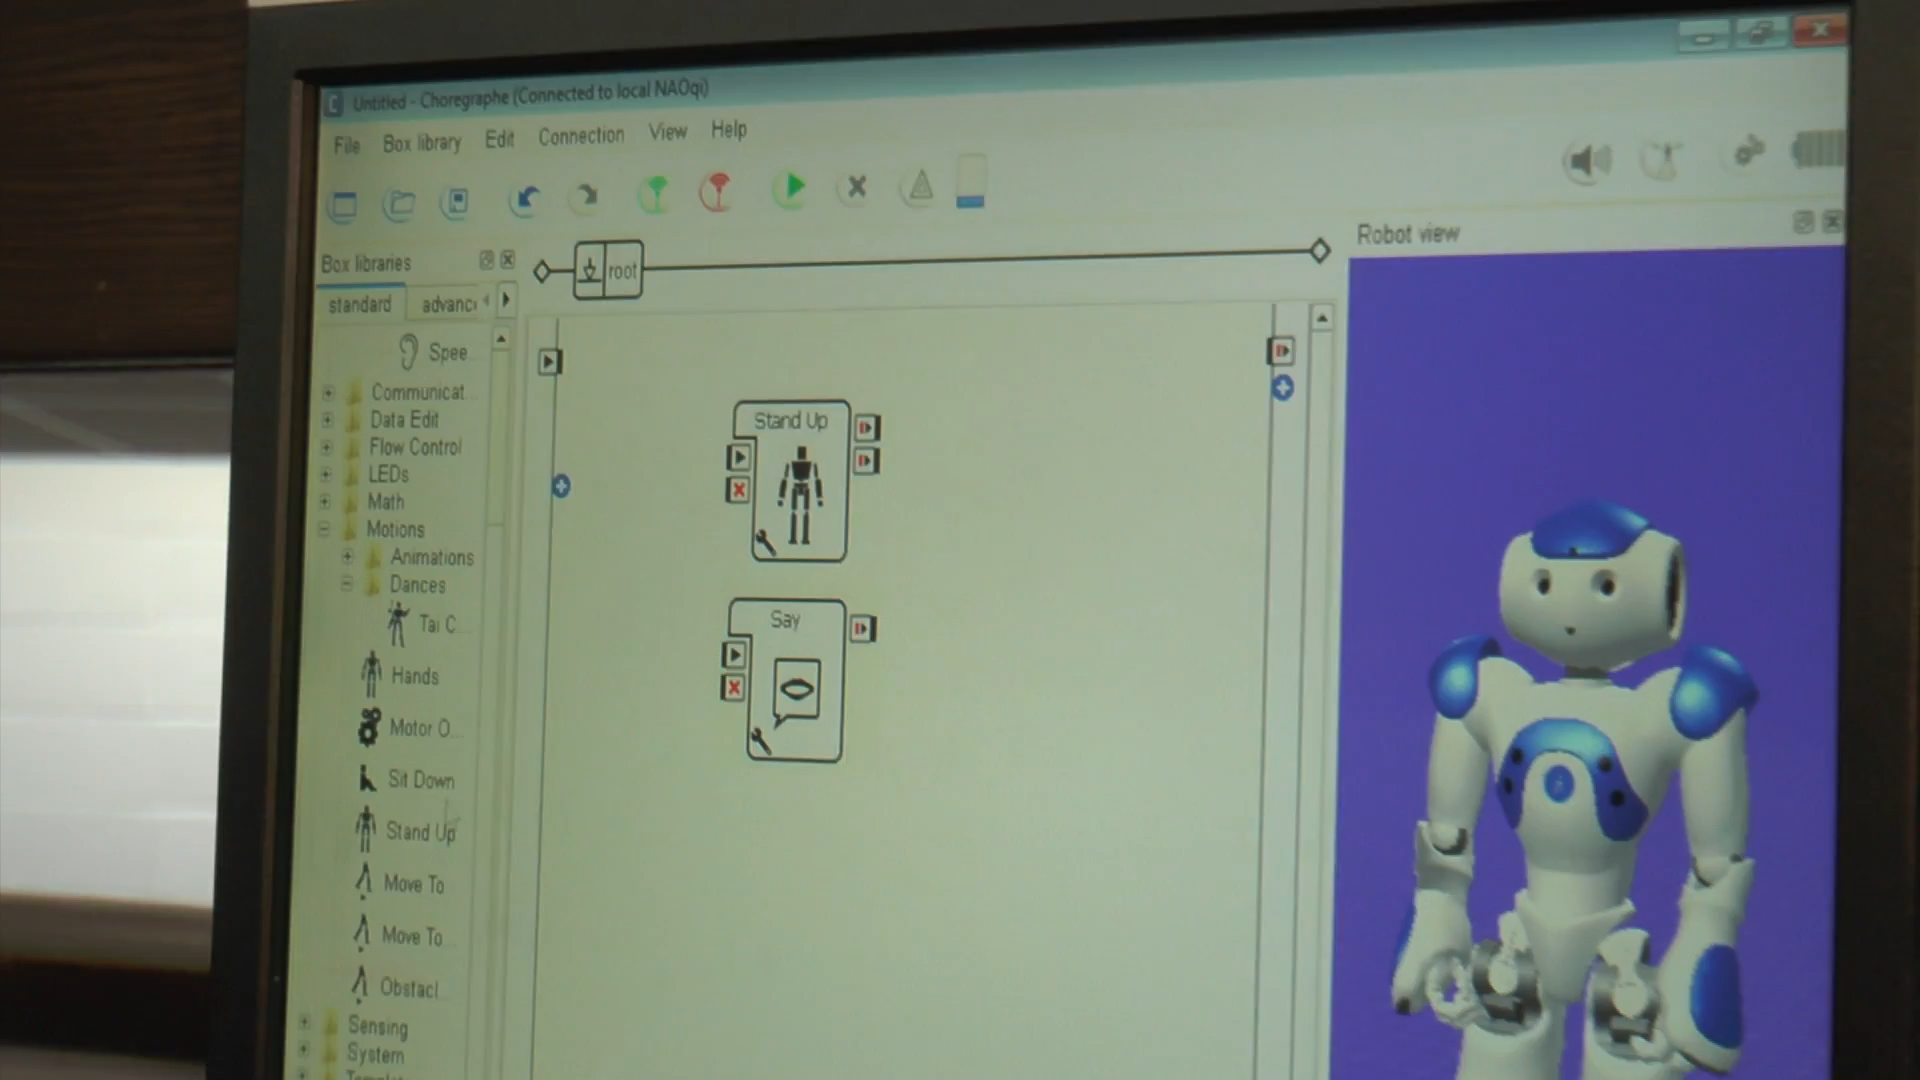 Untitled - Choregraphe (Connected to local NAOqi)
File Box library Edit Connection View Help
Box libraries
root
Robot view
standard advanc
Spee...
Communicat...
Data Edit
Flow Control
LEDs
Math
Motions
Animations
Dances
Tai C...
Hands
Motor O...
Sit Down
Stand Up
Move To
Move To...
Obstacl...
Sensing
System
Stand Up
Say